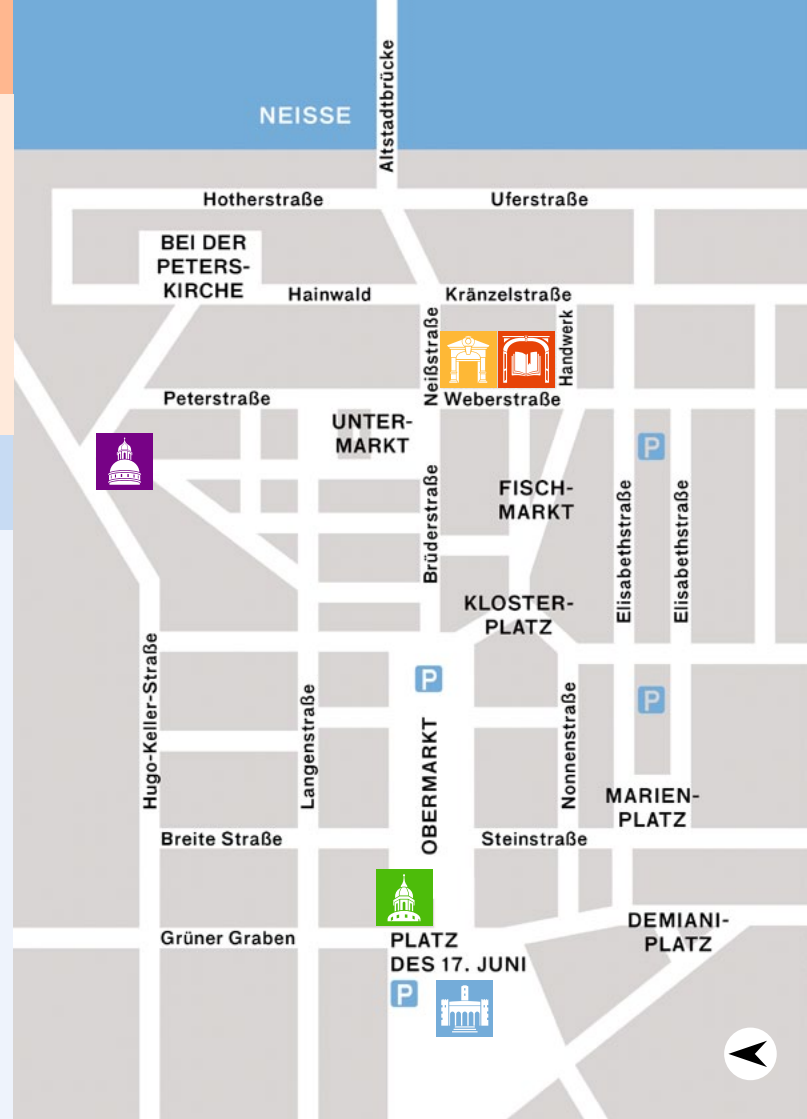 Altstadtbrücke
NEISSE
Hotherstraße
Uferstraße
BEI DER
PETERS-
KIRCHE
Hainwald
Kränzelstraße
Neißstraße
Handwerk
Peterstraße
Weberstraße
UNTER-
MARKT
P
Brüderstraße
FISCH-
MARKT
Elisabethstraße
Elisabethstraße
KLOSTER-
PLATZ
Hugo-Keller-Straße
Langenstraße
P
OBERMARKT
Nonnenstraße
P
MARIEN-
PLATZ
Breite Straße
Steinstraße
Grüner Graben
PLATZ
DES 17. JUNI
DEMIANI-
PLATZ
P